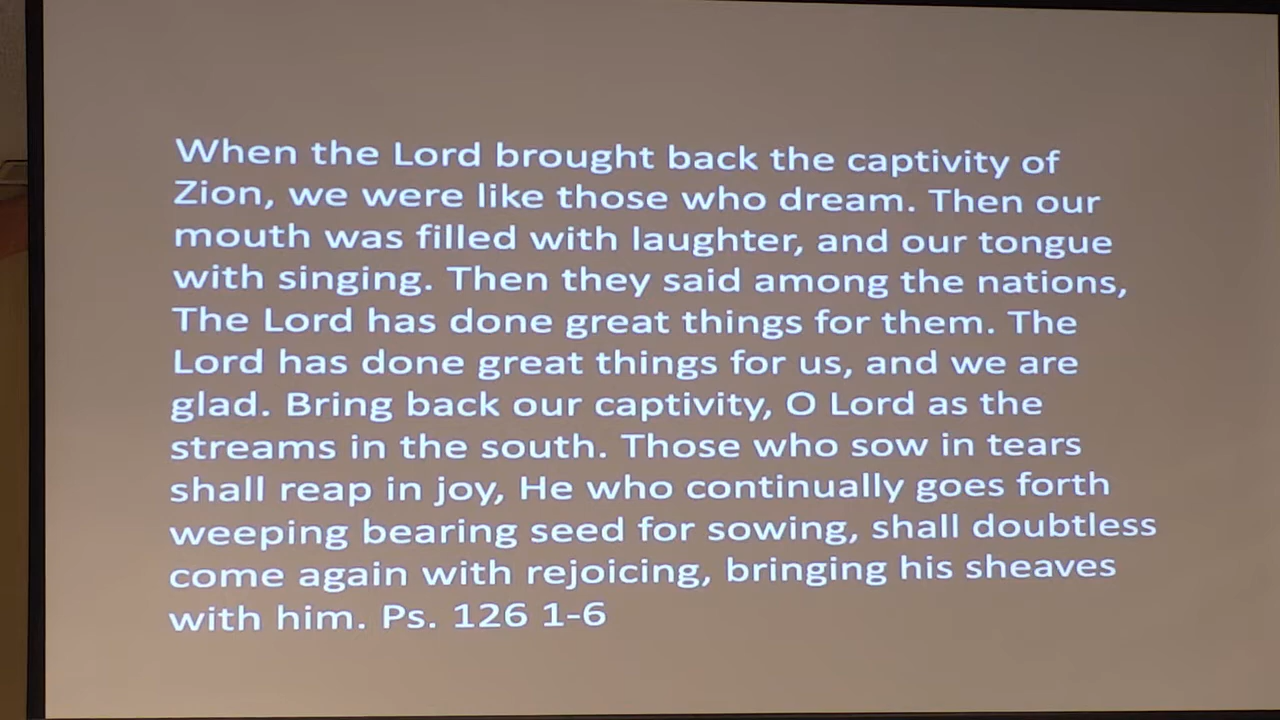 When the Lord brought back the captivity of
Zion, we were like those who dream. Then our
mouth was filled with laughter, and our tongue
with singing. Then they said among the nations,
The Lord has done great things for them. The
Lord has done great things for us, and we are
glad. Bring back our captivity, O Lord as the
streams in the south. Those who sow in tears
shall reap in joy, He who continually goes forth
weeping bearing seed for sowing, shall doubtless
come again with rejoicing, bringing his sheaves
with him. Ps. 126 1-6